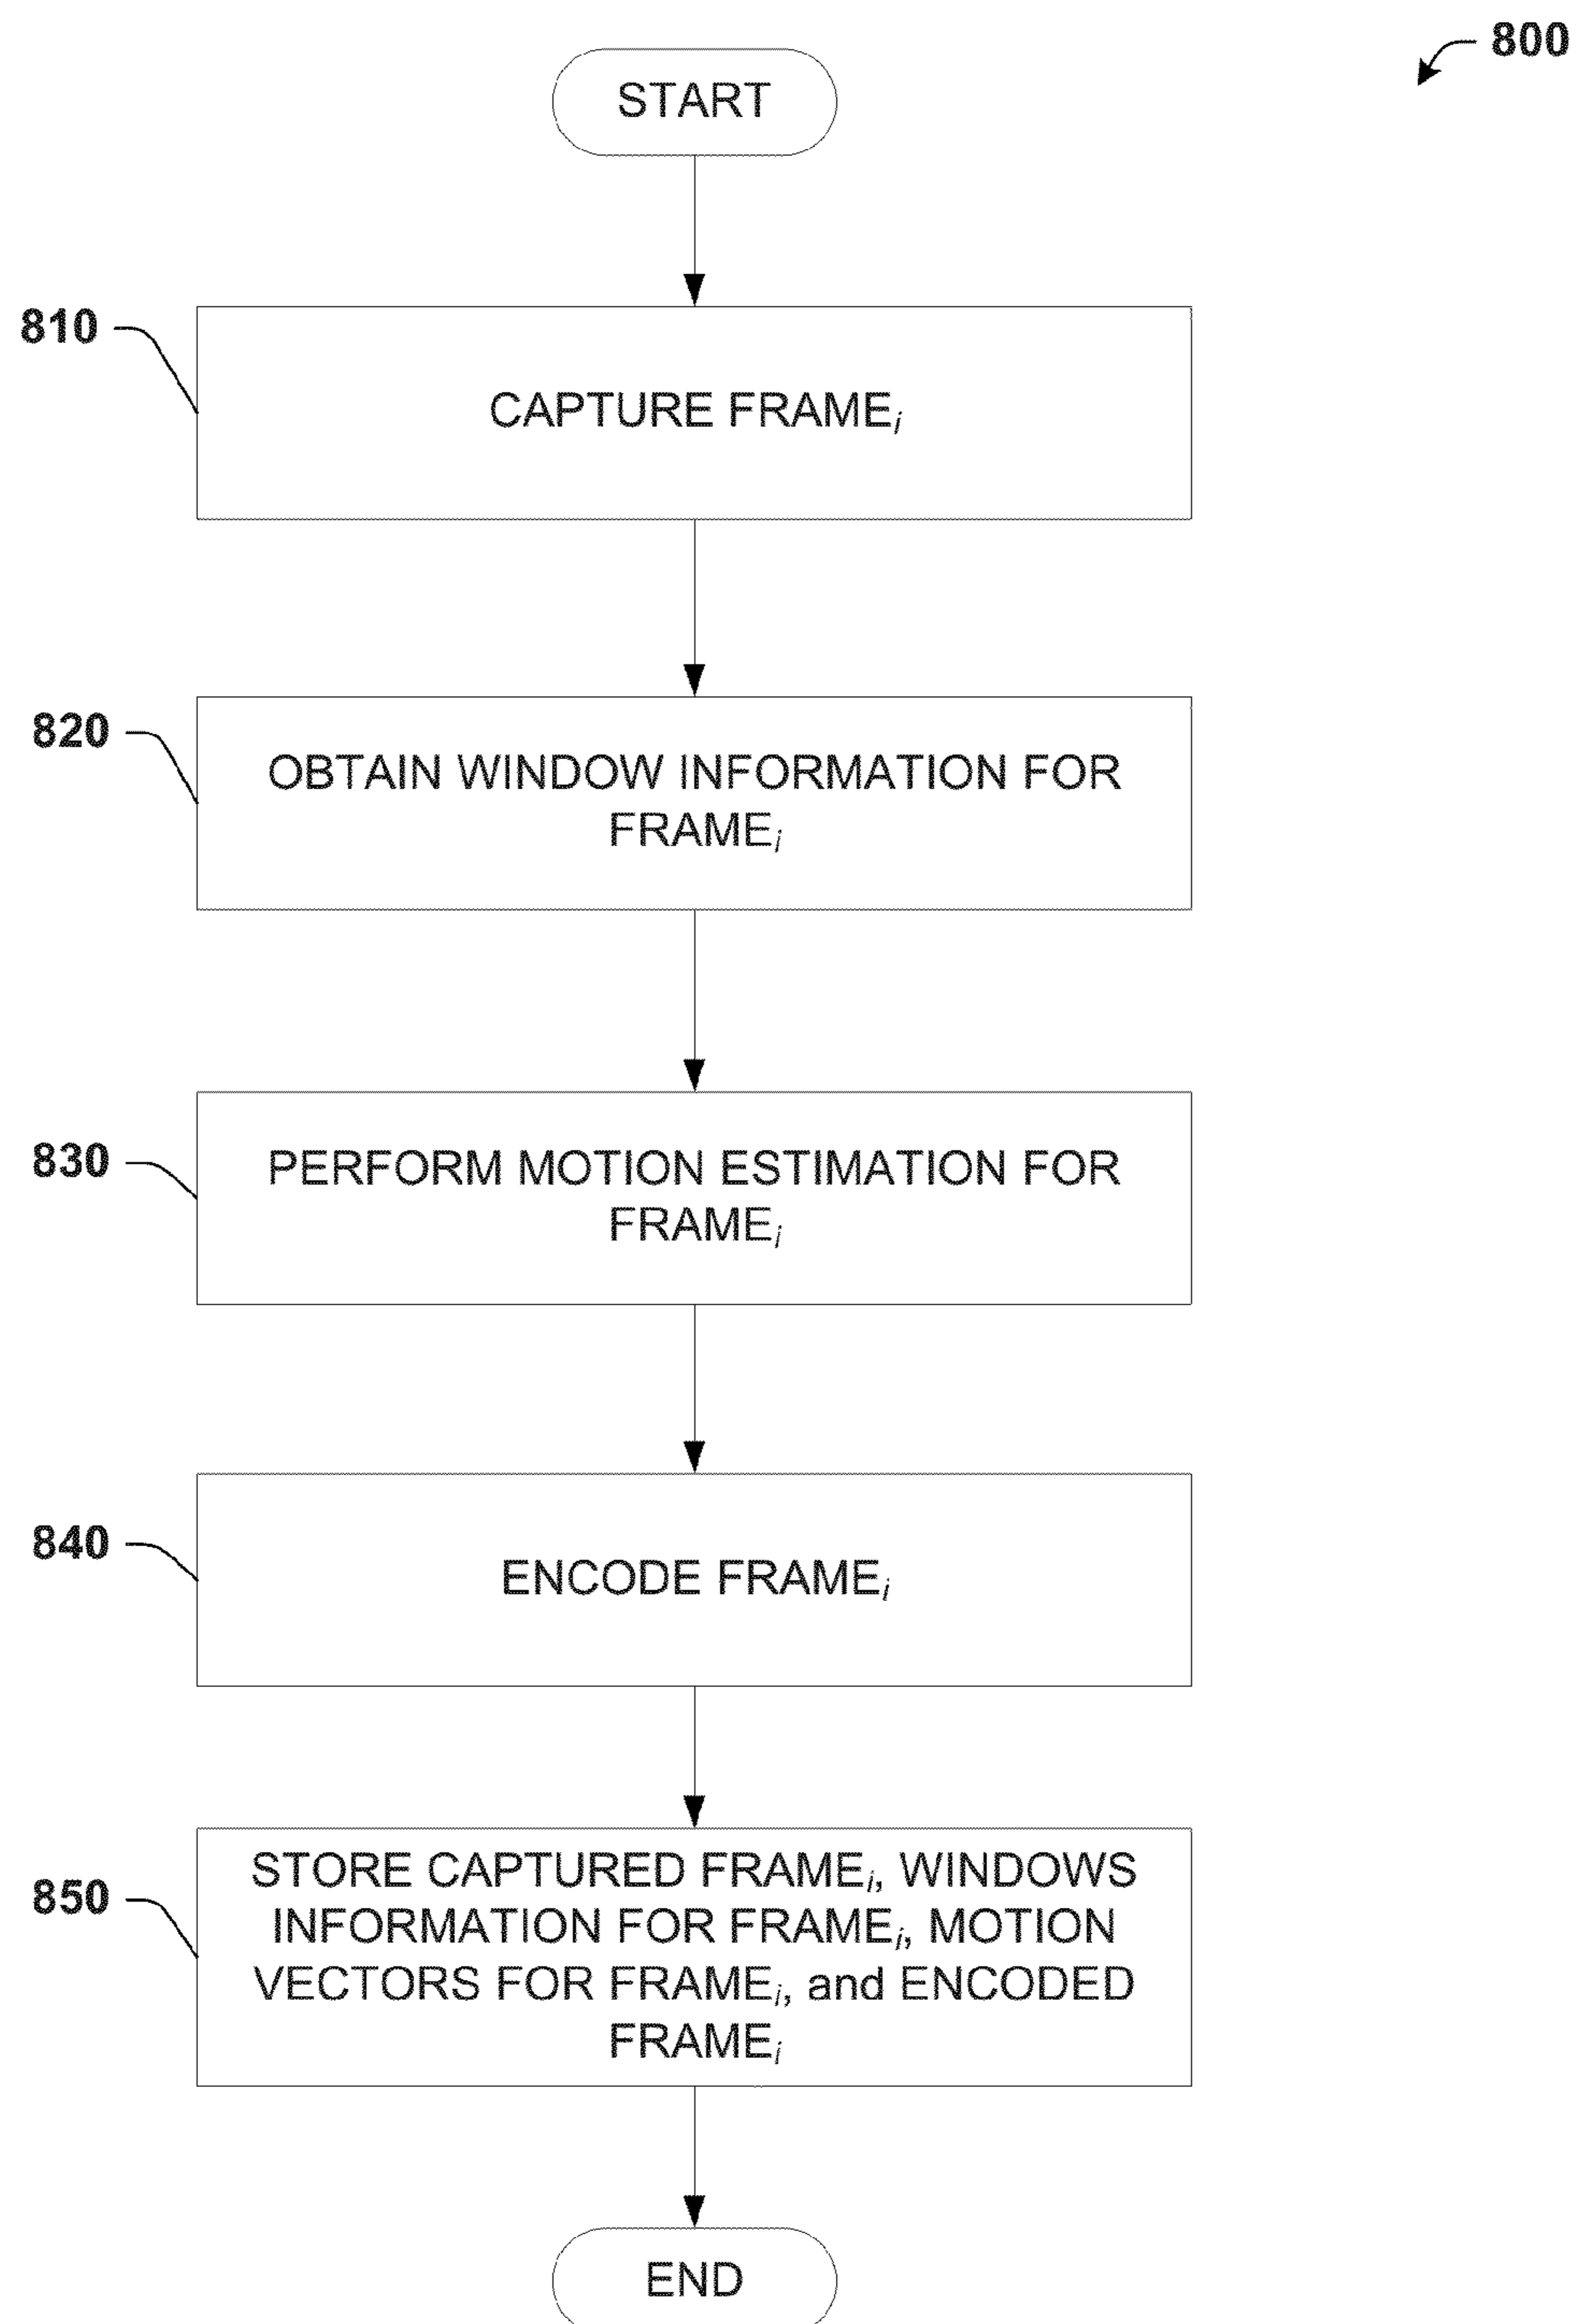 800
START
810
CAPTURE FRAMEi
820
OBTAIN WINDOW INFORMATION FOR
FRAMEi
830
PERFORM MOTION ESTIMATION FOR
FRAMEi
840
ENCODE FRAMEi
850
STORE CAPTURED FRAMEi, WINDOWS
INFORMATION FOR FRAMEi, MOTION
VECTORS FOR FRAMEi, and ENCODED
FRAMEi
END